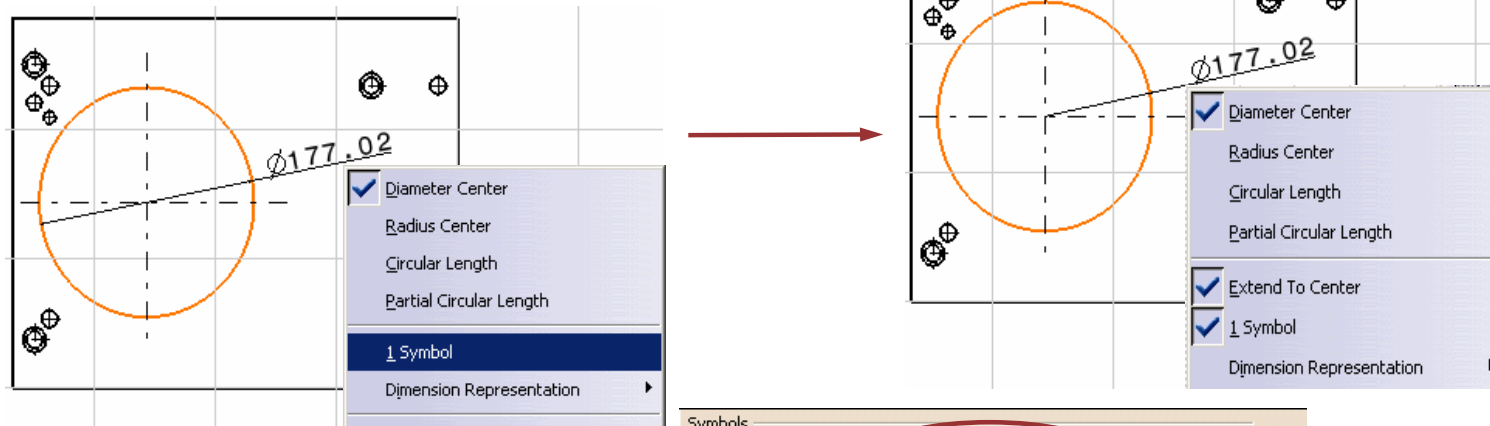 Ø177.02
Diameter Center
Radius Center
Circular Length
Partial Circular Length
1 Symbol
Dimension Representation
Ø177.02
Diameter Center
Radius Center
Circular Length
Partial Circular Length
Extend To Center
1 Symbol
Dimension Representation
Symbols